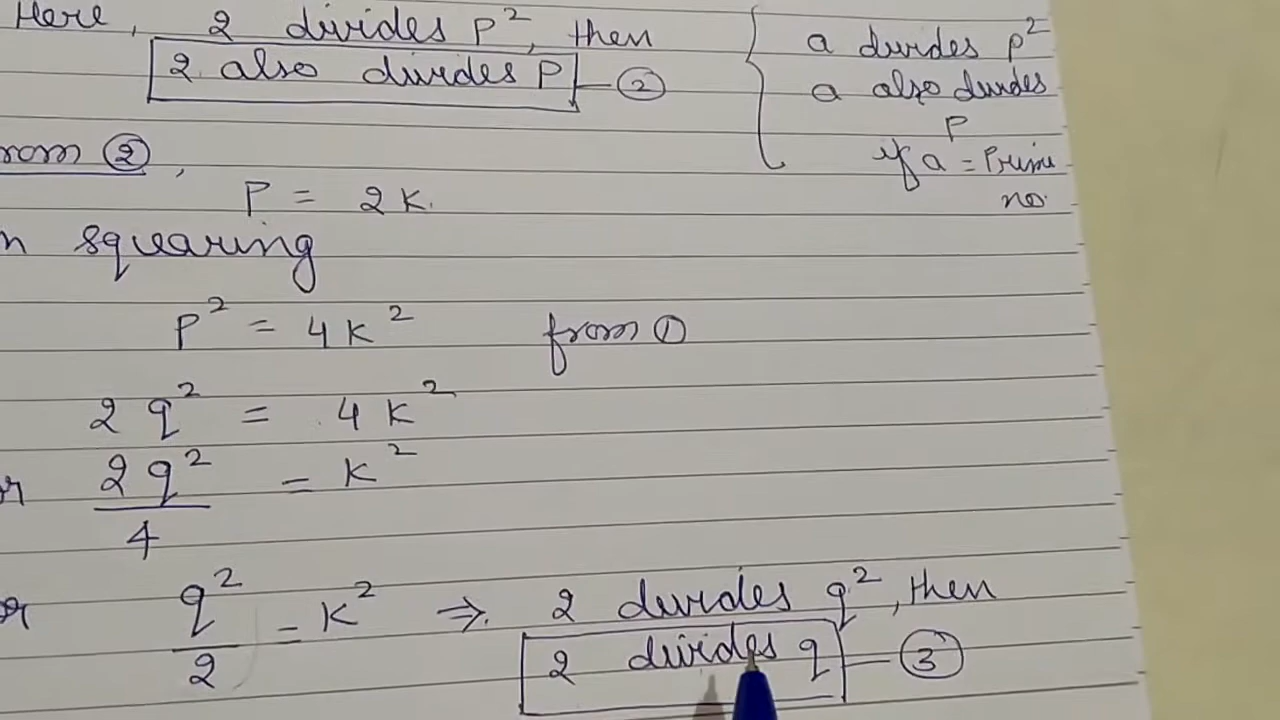 Here, 2 divides p², then
2 also divides P — ②
a divides p²
a also divides
P
if a = Prime
no.
rom ②,
P = 2K.
n squaring
P² = 4K² from ①
2q² = 4K²
r 2q²/4 = K²
q²/2 = K² ⇒ 2 divides q², then
2 divides q — ③